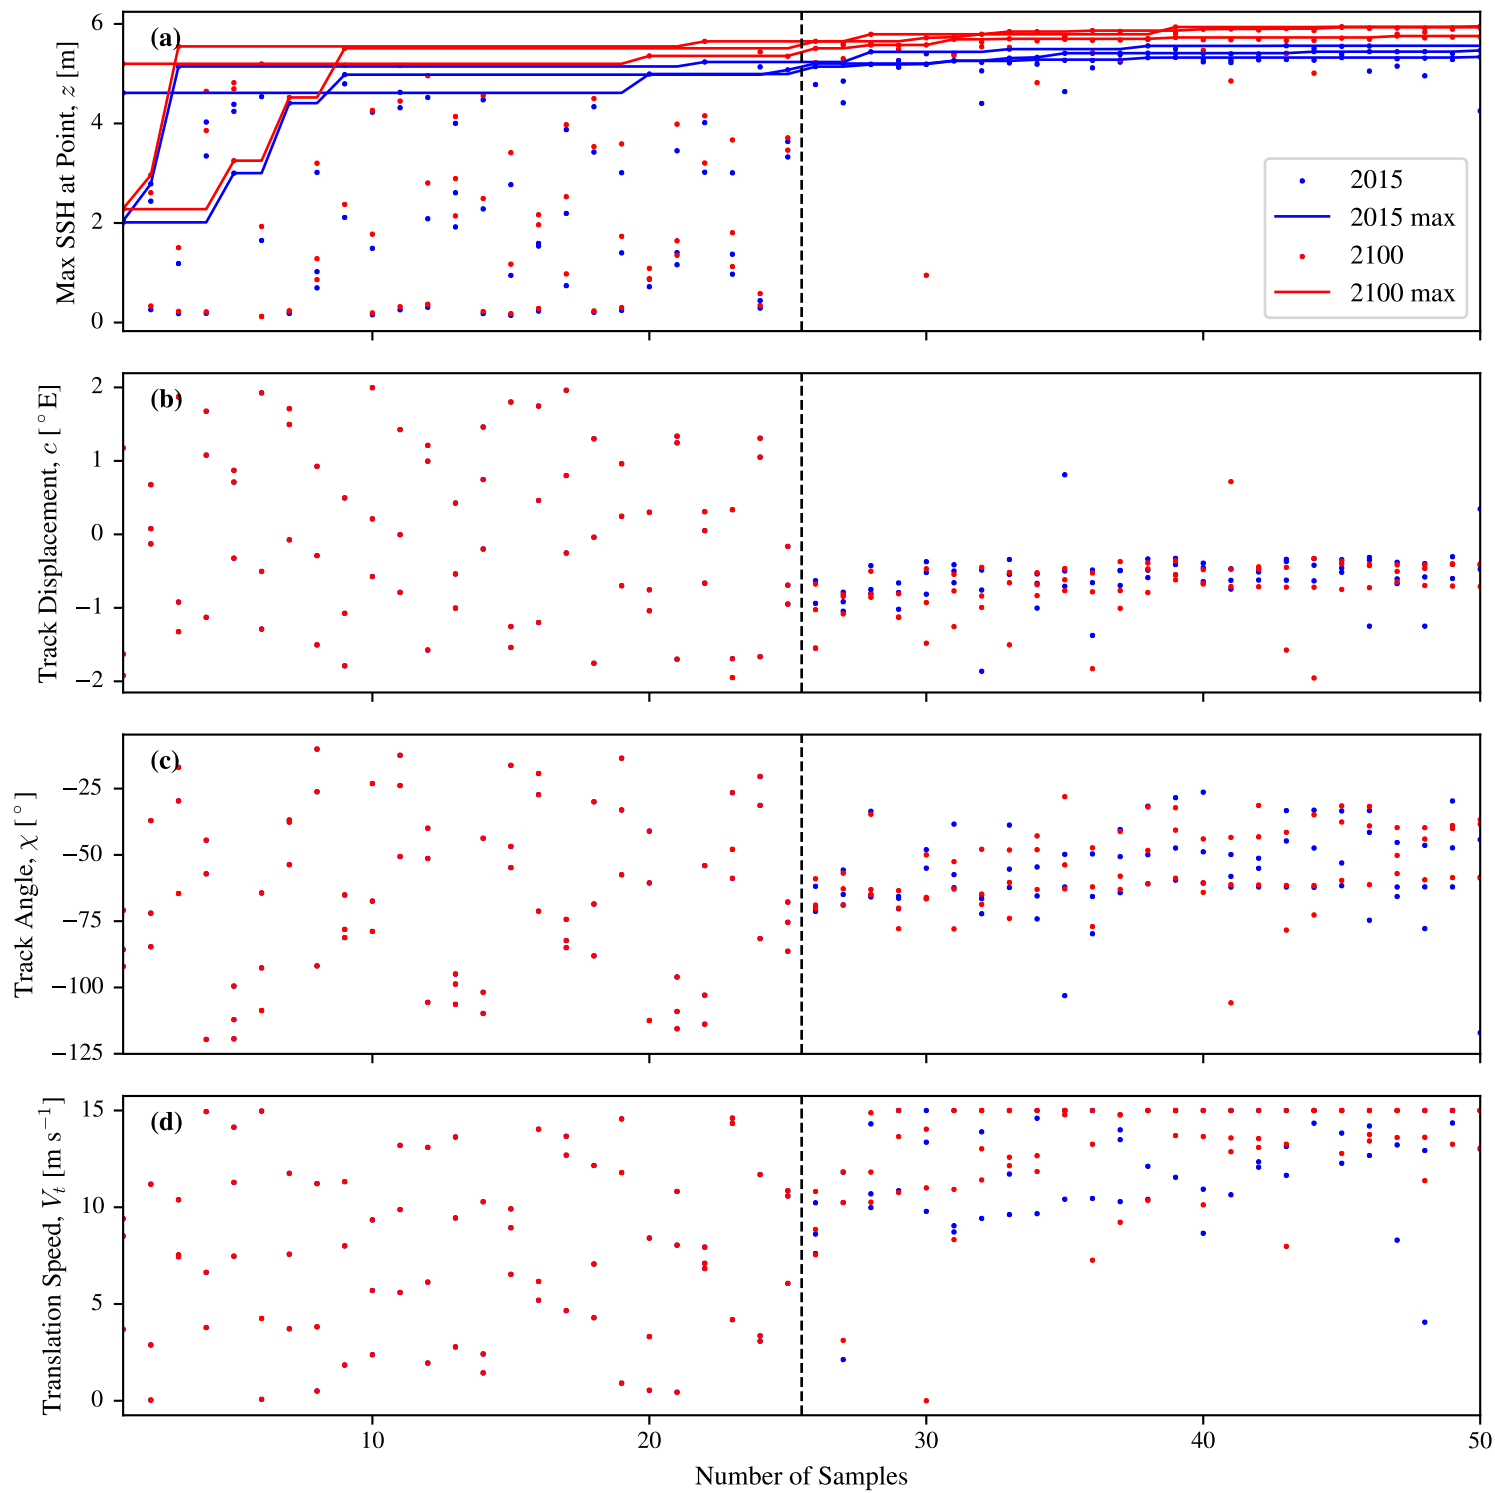 (a)
Max SSH at Point, z [m]
6
4
2
0
2015
2015 max
2100
2100 max
(b)
Track Displacement, c [°E]
2
1
0
−1
−2
(c)
Track Angle, χ [°]
−25
−50
−75
−100
−125
(d)
Translation Speed, Vₜ [m s⁻¹]
15
10
5
0
10 20 30 40 50
Number of Samples